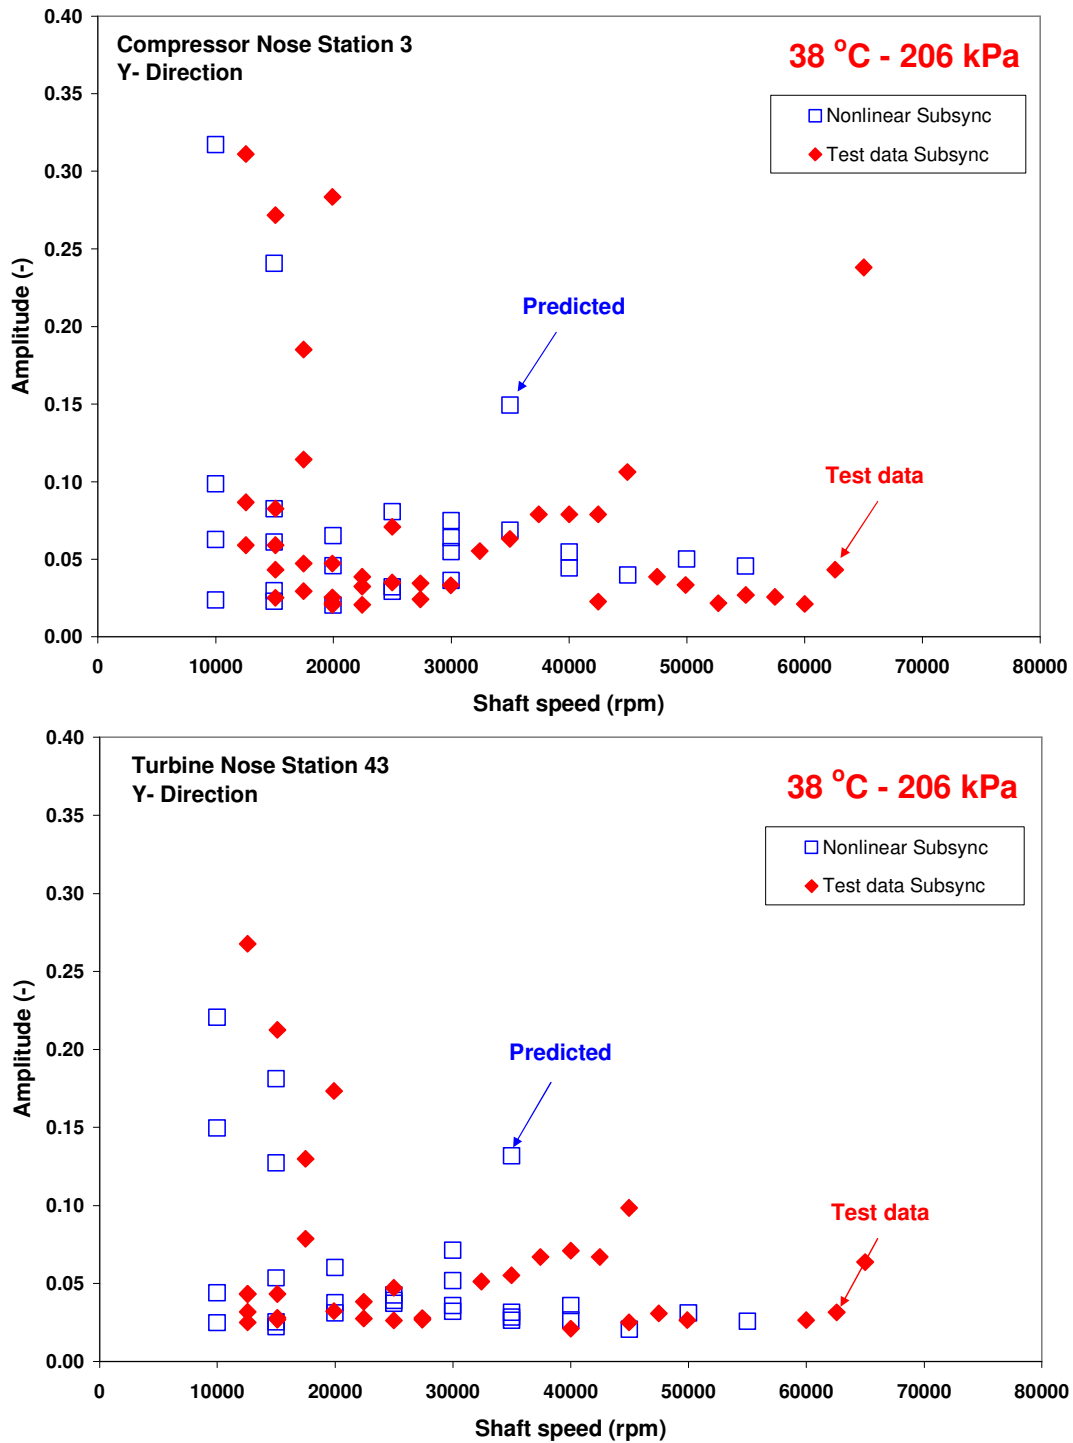 Compressor Nose Station 3
Y- Direction
38 °C - 206 kPa
Nonlinear Subsync
Test data Subsync
Predicted
Test data
Amplitude (-)
0.40
0.35
0.30
0.25
0.20
0.15
0.10
0.05
0.00
0 10000 20000 30000 40000 50000 60000 70000 80000
Shaft speed (rpm)
Turbine Nose Station 43
Y- Direction
38 °C - 206 kPa
Nonlinear Subsync
Test data Subsync
Predicted
Test data
Amplitude (-)
0.40
0.35
0.30
0.25
0.20
0.15
0.10
0.05
0.00
0 10000 20000 30000 40000 50000 60000 70000 80000
Shaft speed (rpm)